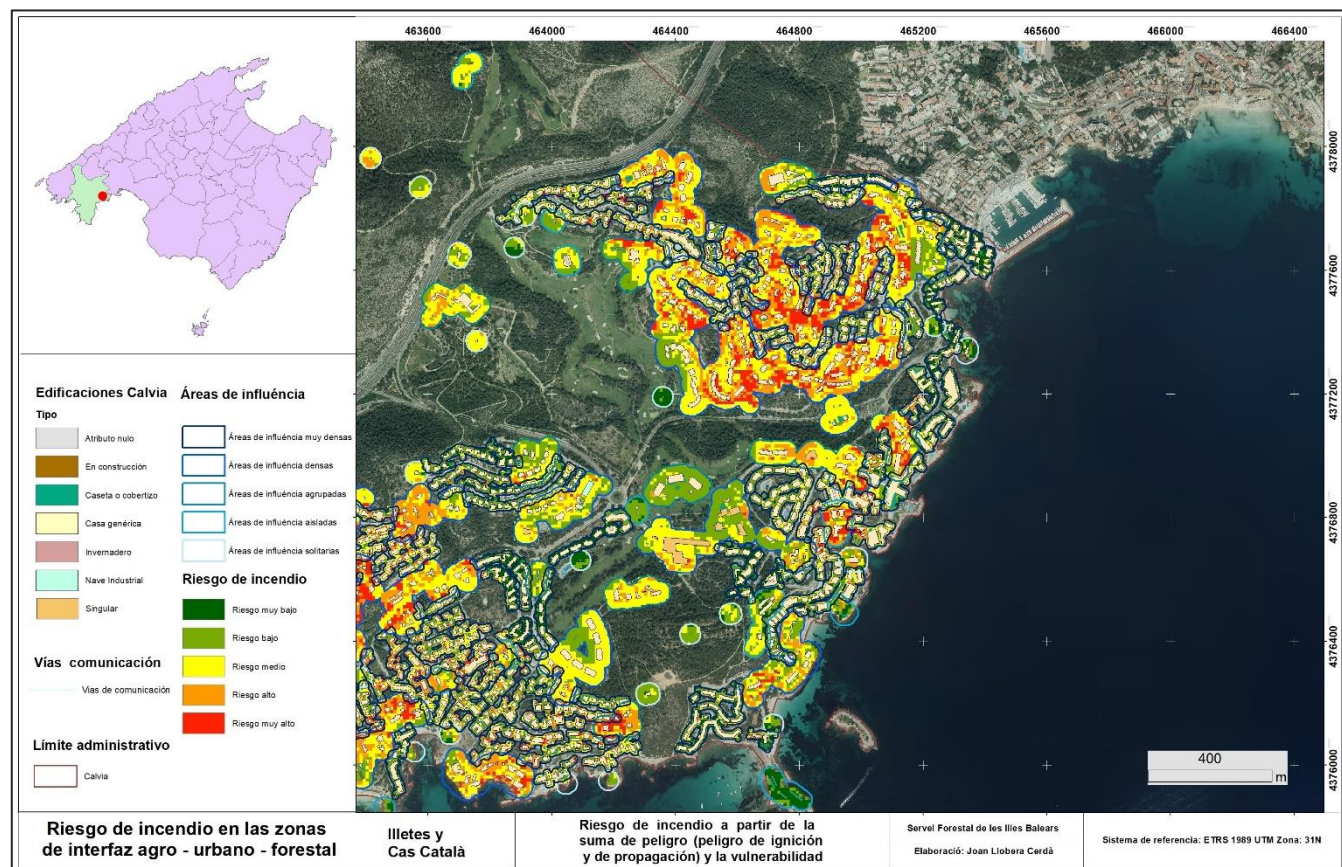 463600
464000
464400
464800
465200
465600
466000
466400
4378000
4377600
4377200
4376800
4376400
4376000
Edificaciones Calvia
Tipo
Atributo nulo
En construcción
Caseta o cobertizo
Casa genérica
Invernadero
Nave Industrial
Singular
Vías comunicación
Vias de comunicación
Límite administrativo
Calvia
Áreas de influéncia
Áreas de influéncia muy densas
Áreas de influéncia densas
Áreas de influéncia agrupadas
Áreas de influéncia aisladas
Áreas de influéncia solitarias
Riesgo de incendio
Riesgo muy bajo
Riesgo bajo
Riesgo medio
Riesgo alto
Riesgo muy alto
400
m
Riesgo de incendio en las zonas
de interfaz agro - urbano - forestal
Illetes y
Cas Català
Riesgo de incendio a partir de la
suma de peligro (peligro de ignición
y de propagación) y la vulnerabilidad
Servei Forestal de les Illes Balears
Elaboració: Joan Llobera Cerdà
Sistema de referencia: ETRS 1989 UTM Zona: 31N